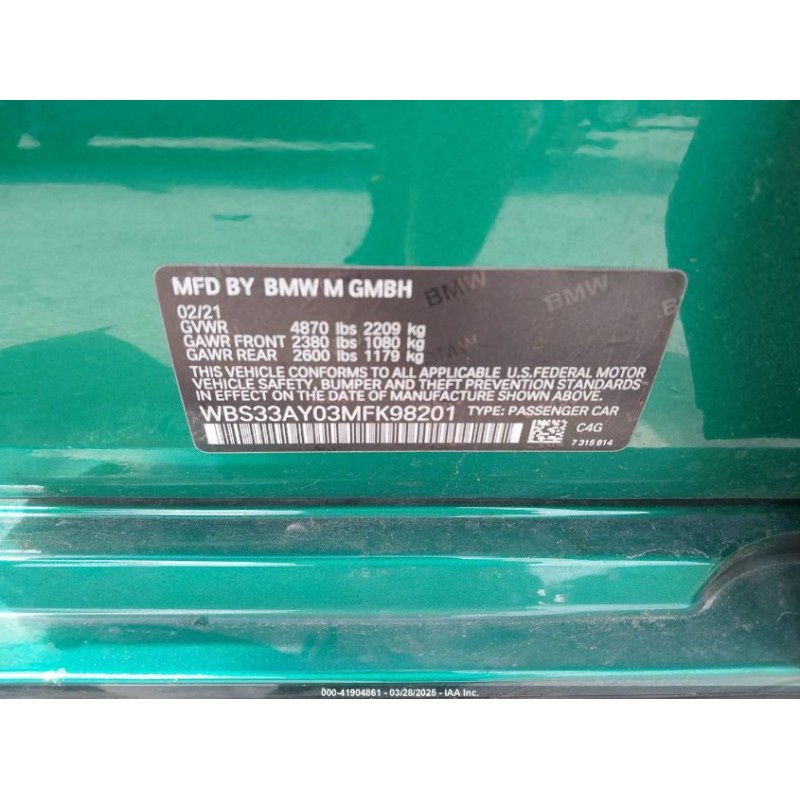 MFD BY BMW M GMBH
BMW
BMW
02/21
GVWR 4870 lbs 2209 kg
GAWR FRONT 2380 lbs 1080 kg
GAWR REAR 2600 lbs 1179 kg
BMW
THIS VEHICLE CONFORMS TO ALL APPLICABLE U.S.FEDERAL MOTOR
VEHICLE SAFETY, BUMPER AND THEFT PREVENTION STANDARDS
IN EFFECT ON THE DATE OF MANUFACTURE SHOWN ABOVE.
WBS33AY03MFK98201 TYPE: PASSENGER CAR
C4G
7 315 814
000-41904861 - 03/28/2025 - IAA Inc.